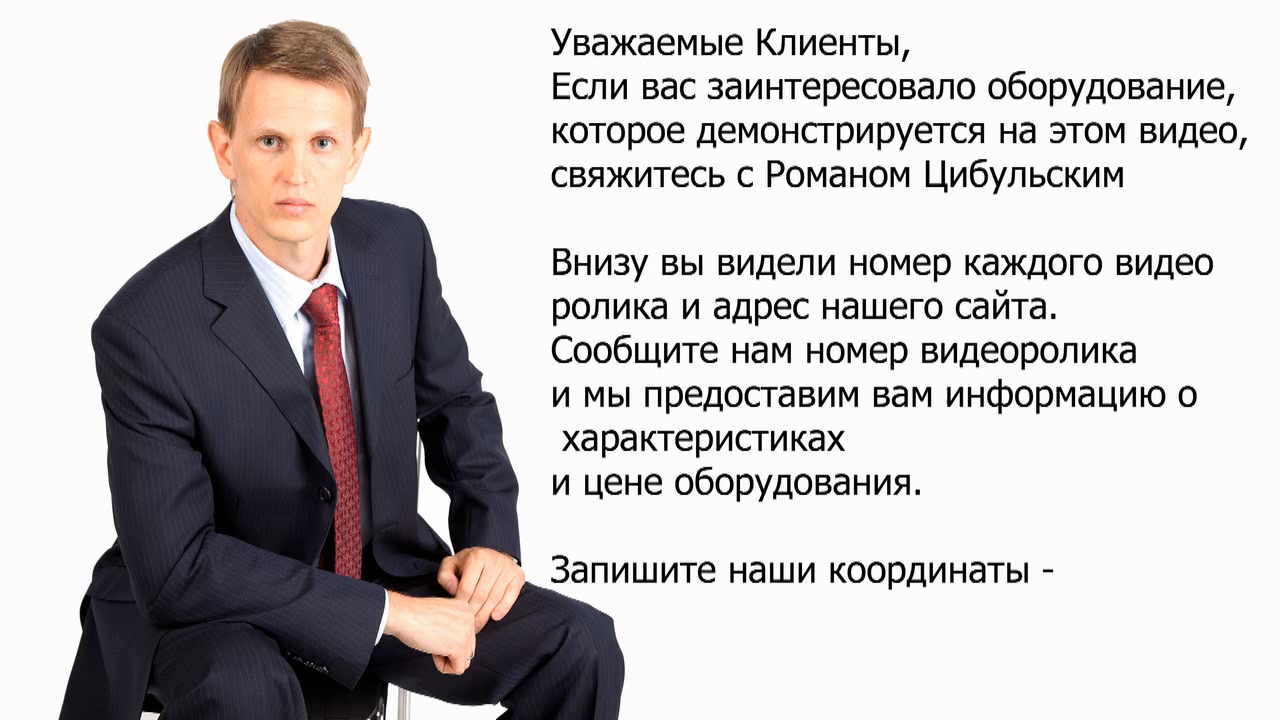 Уважаемые Клиенты,
Если вас заинтересовало оборудование,
которое демонстрируется на этом видео,
свяжитесь с Романом Цибульским
Внизу вы видели номер каждого видео
ролика и адрес нашего сайта.
Сообщите нам номер видеоролика
и мы предоставим вам информацию о
характеристиках
и цене оборудования.
Запишите наши координаты -